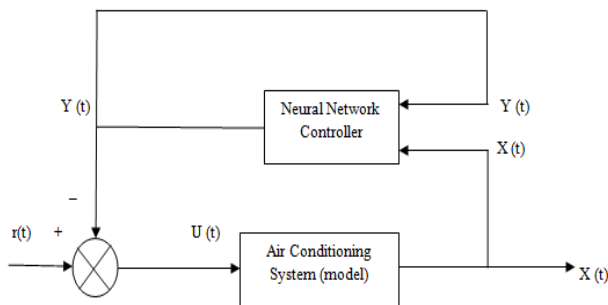 Neural Network
Controller
Y (t)
Y (t)
X (t)
–
r(t)
+
U (t)
Air Conditioning
System (model)
X (t)